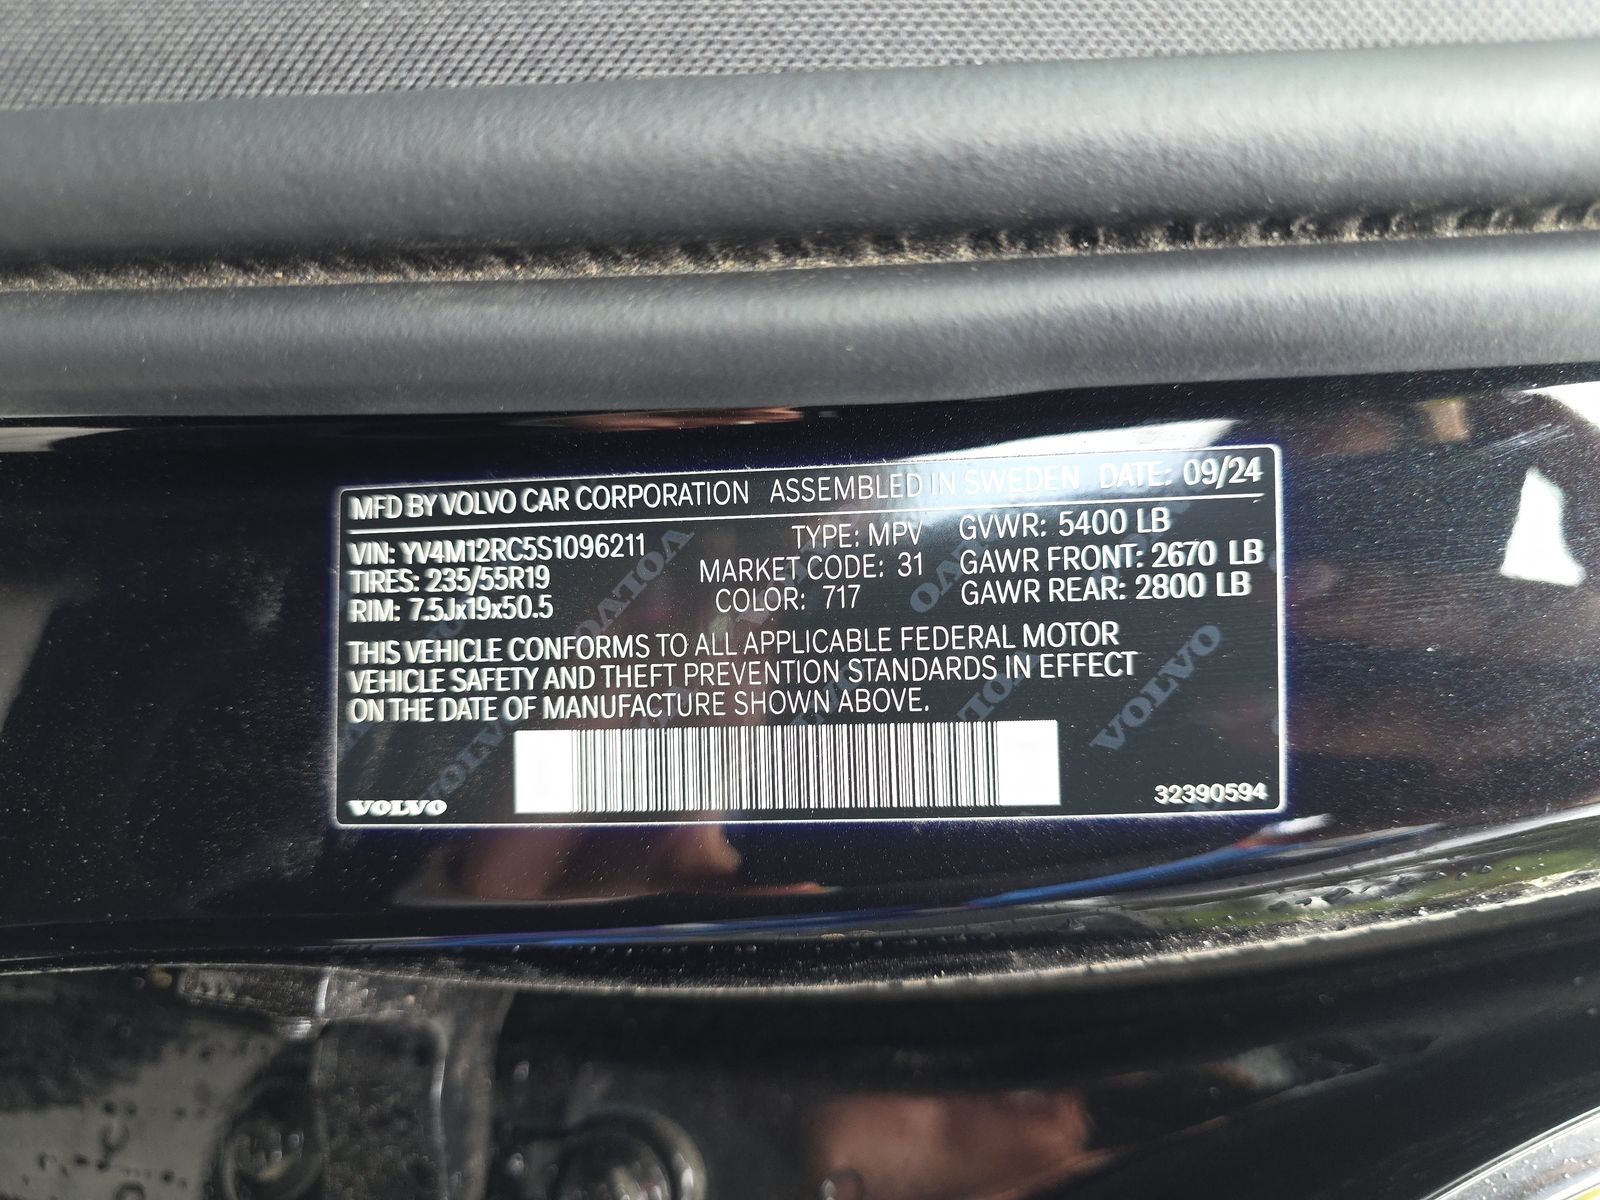 MFD BY VOLVO CAR CORPORATION ASSEMBLED IN SWEDEN DATE: 09/24
VIN: YV4M12RC5S1096211 TYPE: MPV GVWR: 5400 LB
TIRES: 235/55R19 MARKET CODE: 31 GAWR FRONT: 2670 LB
RIM: 7.5Jx19x50.5 COLOR: 717 GAWR REAR: 2800 LB
THIS VEHICLE CONFORMS TO ALL APPLICABLE FEDERAL MOTOR
VEHICLE SAFETY AND THEFT PREVENTION STANDARDS IN EFFECT
ON THE DATE OF MANUFACTURE SHOWN ABOVE.
VOLVO 32390594